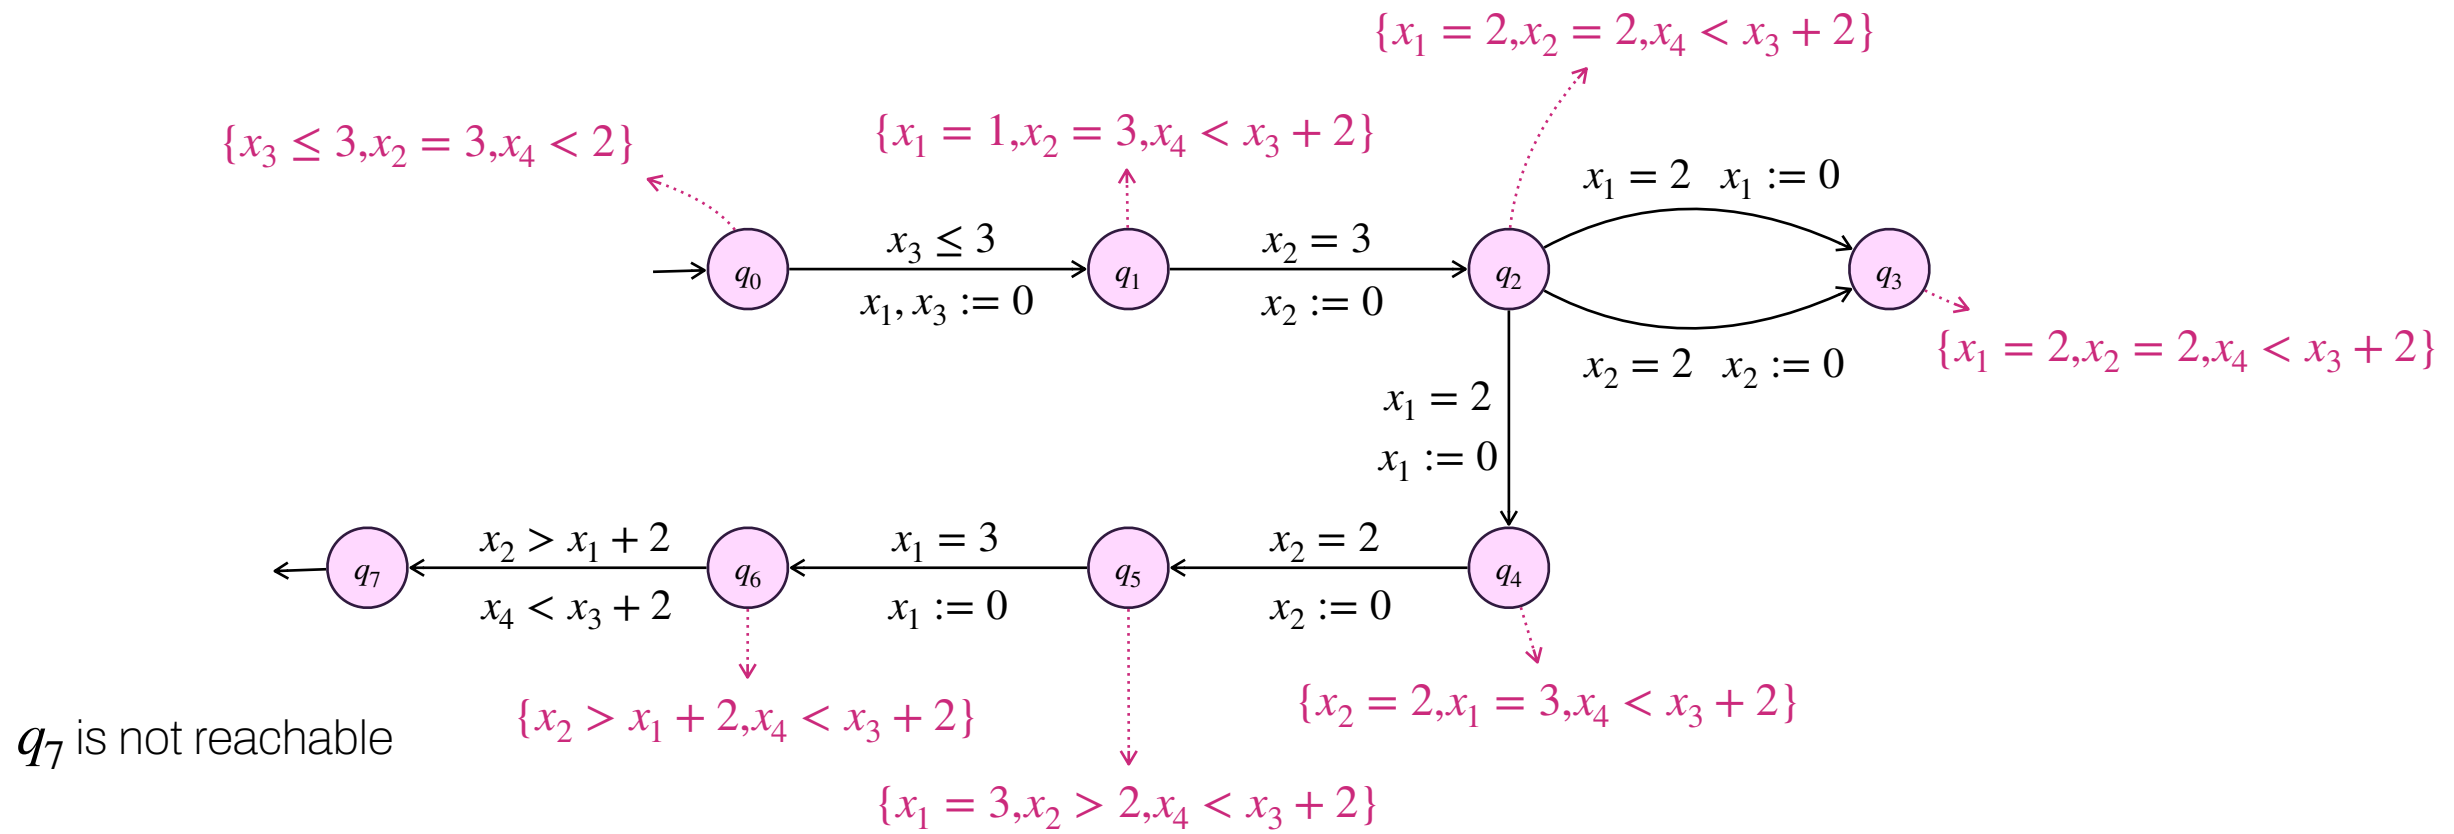 {x₁ = 2,x₂ = 2,x₄ < x₃ + 2}
{x₃ ≤ 3,x₂ = 3,x₄ < 2}
{x₁ = 1,x₂ = 3,x₄ < x₃ + 2}
x₁ = 2 x₁ := 0
x₃ ≤ 3
x₂ = 3
q₀
q₁
q₂
q₃
x₁, x₃ := 0
x₂ := 0
{x₁ = 2,x₂ = 2,x₄ < x₃ + 2}
x₂ = 2 x₂ := 0
x₁ = 2
x₁ := 0
x₂ > x₁ + 2
x₁ = 3
x₂ = 2
q₇
q₆
q₅
q₄
x₄ < x₃ + 2
x₁ := 0
x₂ := 0
{x₂ = 2,x₁ = 3,x₄ < x₃ + 2}
{x₂ > x₁ + 2,x₄ < x₃ + 2}
q₇ is not reachable
{x₁ = 3,x₂ > 2,x₄ < x₃ + 2}